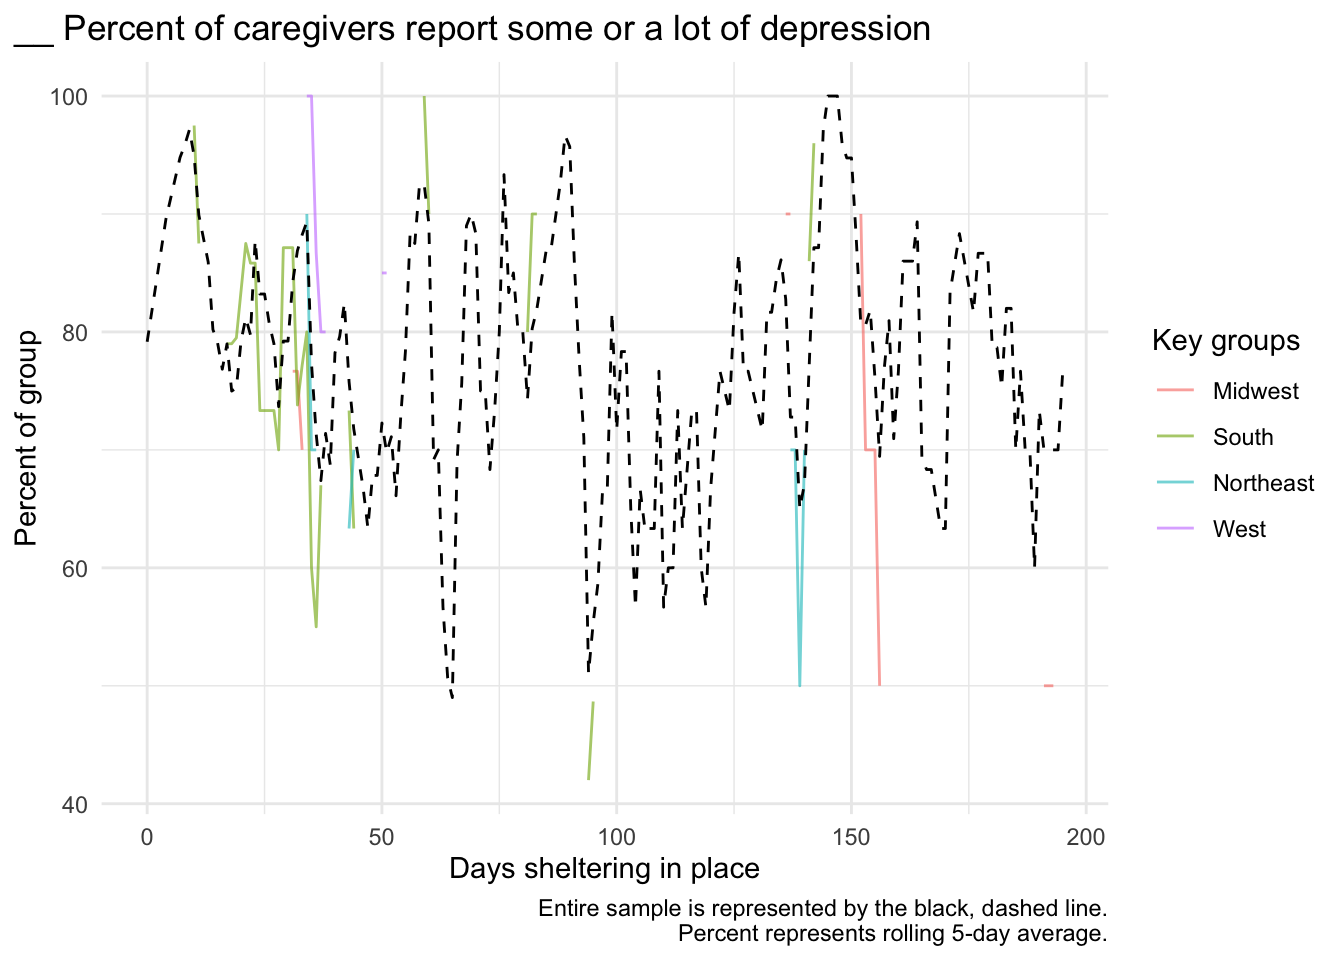 __ Percent of caregivers report some or a lot of depression
100
80
60
40
Percent of group
0
50
100
150
200
Days sheltering in place
Key groups
Midwest
South
Northeast
West
Entire sample is represented by the black, dashed line.
Percent represents rolling 5-day average.